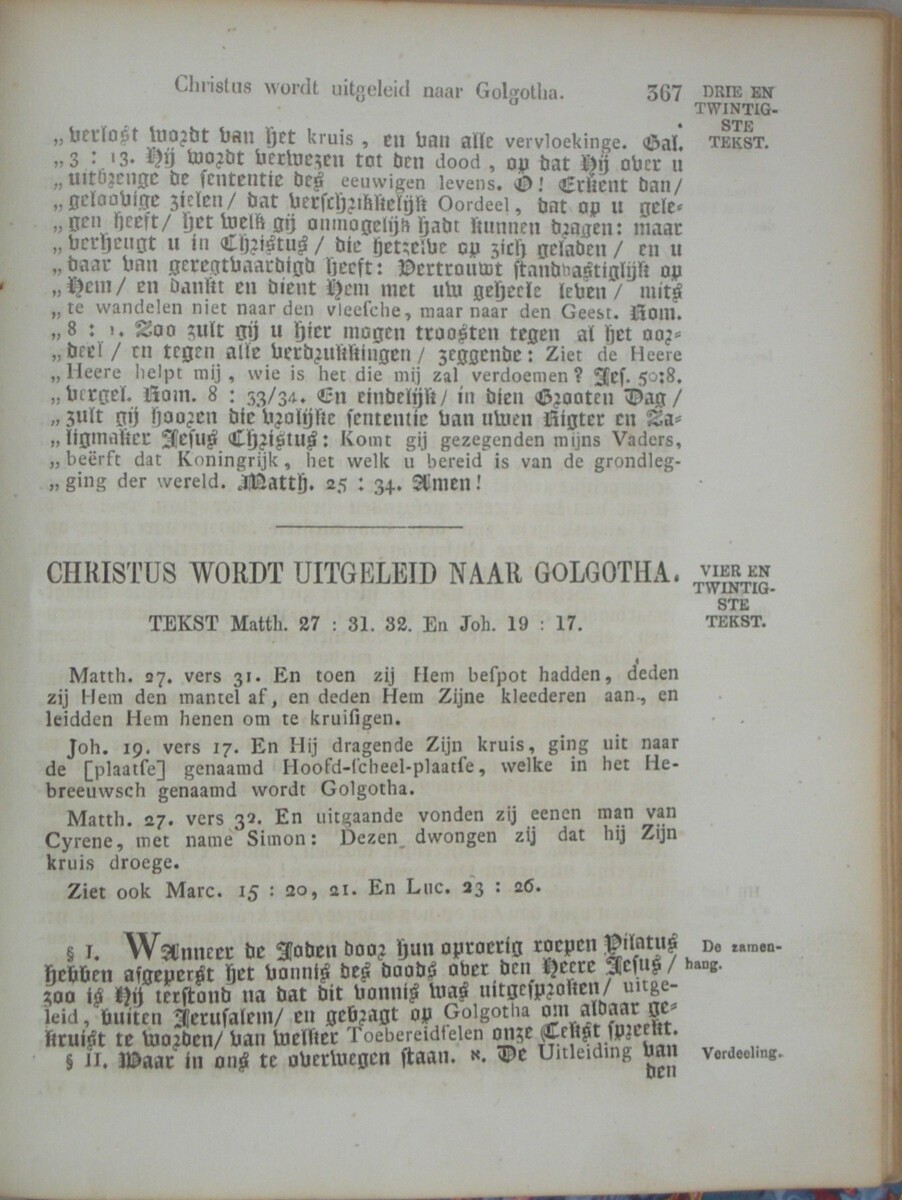 Christus wordt uitgeleid naar Golgotha. 367
DRIE EN
TWINTIG-
STE
TEKST.
„verlost wordt van het kruis, en van alle vervloekinge. Gal.
„3 : 13. Hij wordt verwezen tot den dood, op dat Hij over u
„uitbrenge de sententie des eeuwigen levens. O! Erkent dan/
„geloovige zielen/ dat verschrikkelijk Oordeel, dat op u gele-
„gen heeft/ het welk gij onmogelijk hadt kunnen dragen: maar
„verheugt u in Christus/ die hetzelve op zich geladen/ en u
„daar van geregtvaardigd heeft: Vertrouwt standvastiglijk op
„Hem/ en dankt en dient Hem met uw geheele leven/ mits
„te wandelen niet naar den vleesche, maar naar den Geest. Rom.
„8 : 1. Zoo zult gij u hier mogen troosten tegen al het oor-
„deel/ en tegen alle verdrukkingen/ zeggende: Ziet de Heere
„Heere helpt mij, wie is het die mij zal verdoemen? Jes. 50:8.
„vergel. Rom. 8 : 33/34. En eindelijk/ in dien Grooten Dag/
„zult gij hooren die vrolijke sententie van uwen Rigter en Za-
„ligmaker Jesus Christus: Komt gij gezegenden mijns Vaders,
„beërft dat Koningrijk, het welk u bereid is van de grondleg-
„ging der wereld. Matth. 25 : 34. Amen!
CHRISTUS WORDT UITGELEID NAAR GOLGOTHA.
VIER EN
TWINTIG-
STE
TEKST.
TEKST Matth. 27 : 31. 32. En Joh. 19 : 17.
Matth. 27. vers 31. En toen zij Hem beſpot hadden, deden
zij Hem den mantel af, en deden Hem Zijne kleederen aan, en
leidden Hem henen om te kruiſigen.
Joh. 19. vers 17. En Hij dragende Zijn kruis, ging uit naar
de [plaatſe] genaamd Hoofd-ſcheel-plaatſe, welke in het He-
breeuwsch genaamd wordt Golgotha.
Matth. 27. vers 32. En uitgaande vonden zij eenen man van
Cyrene, met name Simon: Dezen dwongen zij dat hij Zijn
kruis droege.
Ziet ook Marc. 15 : 20, 21. En Luc. 23 : 26.
§ I. WAnneer de Joden door hun oproerig roepen Pilatus
De zamen-
hang.
hebben afgeperst het vonnis des doods over den Heere Jesus/
zoo is Hij terstond na dat dit vonnis was uitgesproken/ uitge-
leid, buiten Jerusalem/ en gebragt op Golgotha om aldaar ge-
kruist te worden/ van welker Toebereidſelen onze Tekst spreekt.
§ II. Waar in ons te overwegen staan. א. De Uitleiding van
Verdeeling.
den